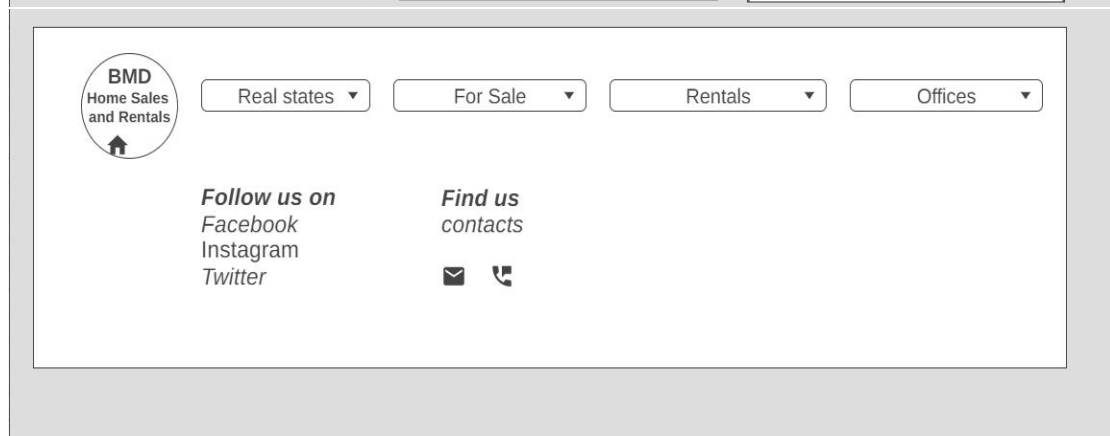 BMD
Home Sales
and Rentals
Real states
For Sale
Rentals
Offices
Follow us on
Facebook
Instagram
Twitter
Find us
contacts